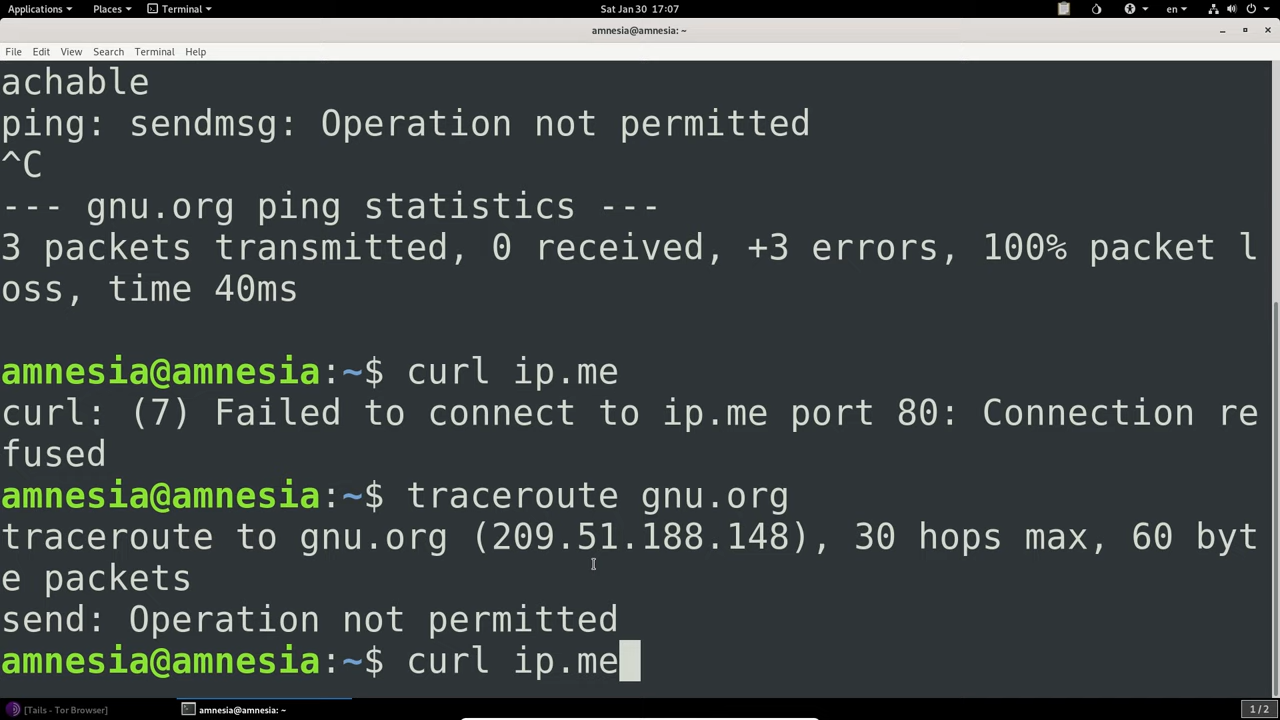 Applications Places Terminal Sat Jan 30 17:07 en
amnesia@amnesia: ~
File Edit View Search Terminal Help
achable
ping: sendmsg: Operation not permitted
^C
--- gnu.org ping statistics ---
3 packets transmitted, 0 received, +3 errors, 100% packet l
oss, time 40ms
amnesia@amnesia:~$ curl ip.me
curl: (7) Failed to connect to ip.me port 80: Connection re
fused
amnesia@amnesia:~$ traceroute gnu.org
traceroute to gnu.org (209.51.188.148), 30 hops max, 60 byt
e packets
send: Operation not permitted
amnesia@amnesia:~$ curl ip.me
[Tails - Tor Browser] amnesia@amnesia: ~ 1 / 2